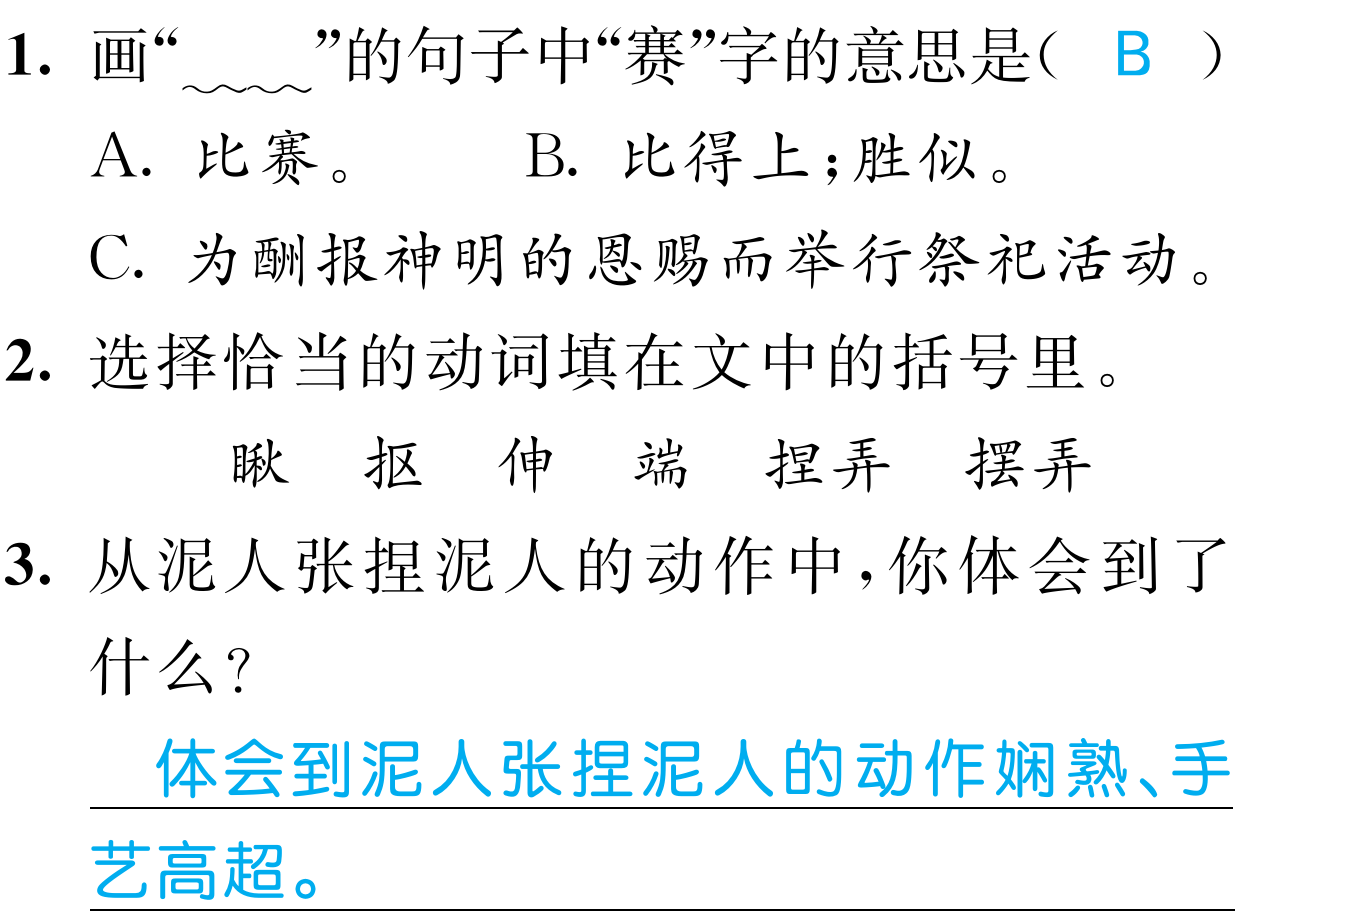 1. 画“﹏﹏”的句子中“赛”字的意思是( B )
A. 比赛。 B. 比得上;胜似。
C. 为酬报神明的恩赐而举行祭祀活动。
2. 选择恰当的动词填在文中的括号里。
瞅 抠 伸 端 捏弄 摆弄
3. 从泥人张捏泥人的动作中,你体会到了
什么?
体会到泥人张捏泥人的动作娴熟、手
艺高超。